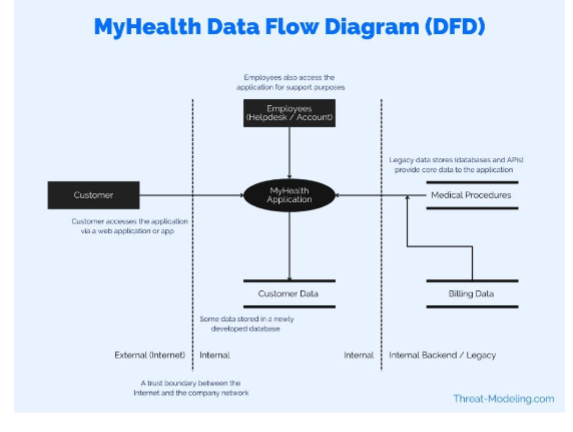 MyHealth Data Flow Diagram (DFD)
Employees also access the
application for support purposes
Employees
(Helpdesk / Account)
Legacy data stores (databases and APIs)
provide core data to the application
Customer
MyHealth
Application
Medical Procedures
Customer accesses the application
via a web application or app
Customer Data
Billing Data
Some data stored in a newly
developed database
External (Internet)
Internal
Internal
Internal Backend / Legacy
A trust boundary between the
Internet and the company network
Threat-Modeling.com